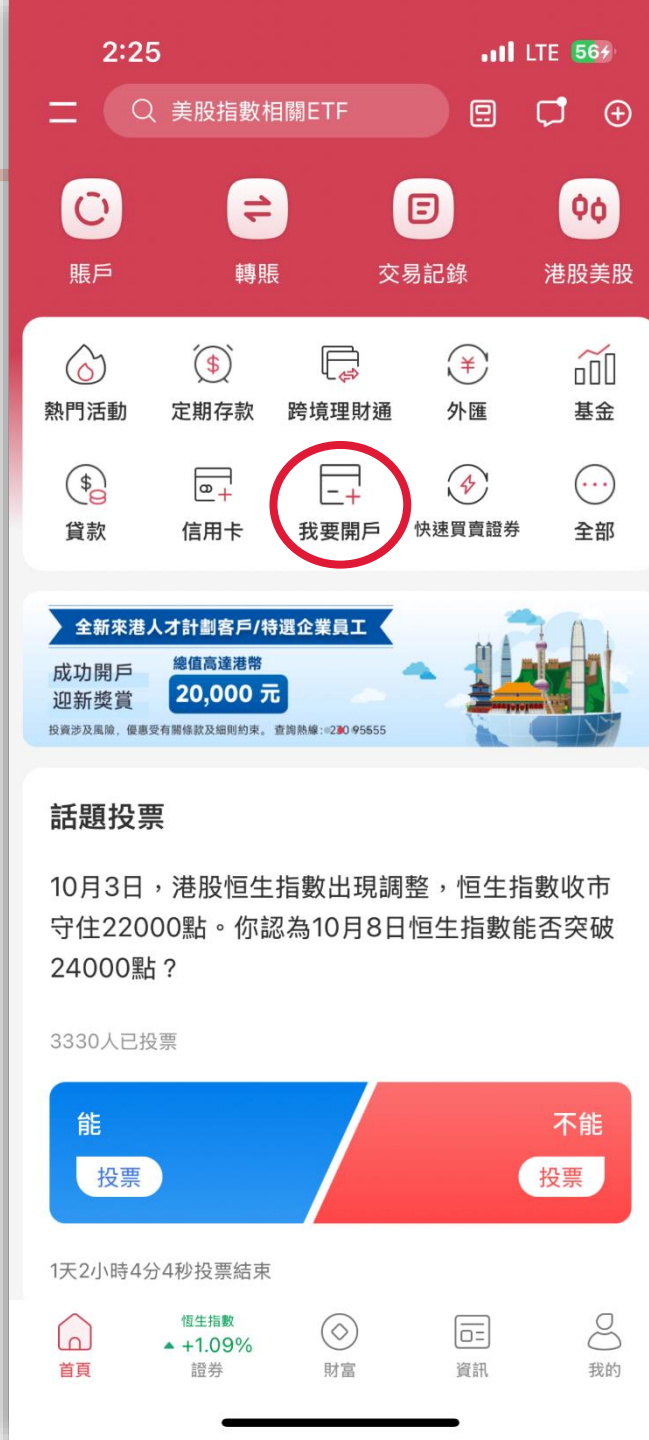 2:25 LTE 56
美股指數相關ETF
賬戶 轉賬 交易記錄 港股美股
熱門活動 定期存款 跨境理財通 外匯 基金
貸款 信用卡 我要開戶 快速買賣證券 全部
全新來港人才計劃客戶/特選企業員工
成功開戶 總值高達港幣
迎新獎賞 20,000 元
投資涉及風險，優惠受有關條款及細則約束。 查詢熱線：
話題投票
10月3日，港股恒生指數出現調整，恒生指數收市
守住22000點。你認為10月8日恒生指數能否突破
24000點？
3330人已投票
能 不能
投票 投票
1天2小時4分4秒投票結束
恆生指數
+1.09%
首頁 證券 財富 資訊 我的